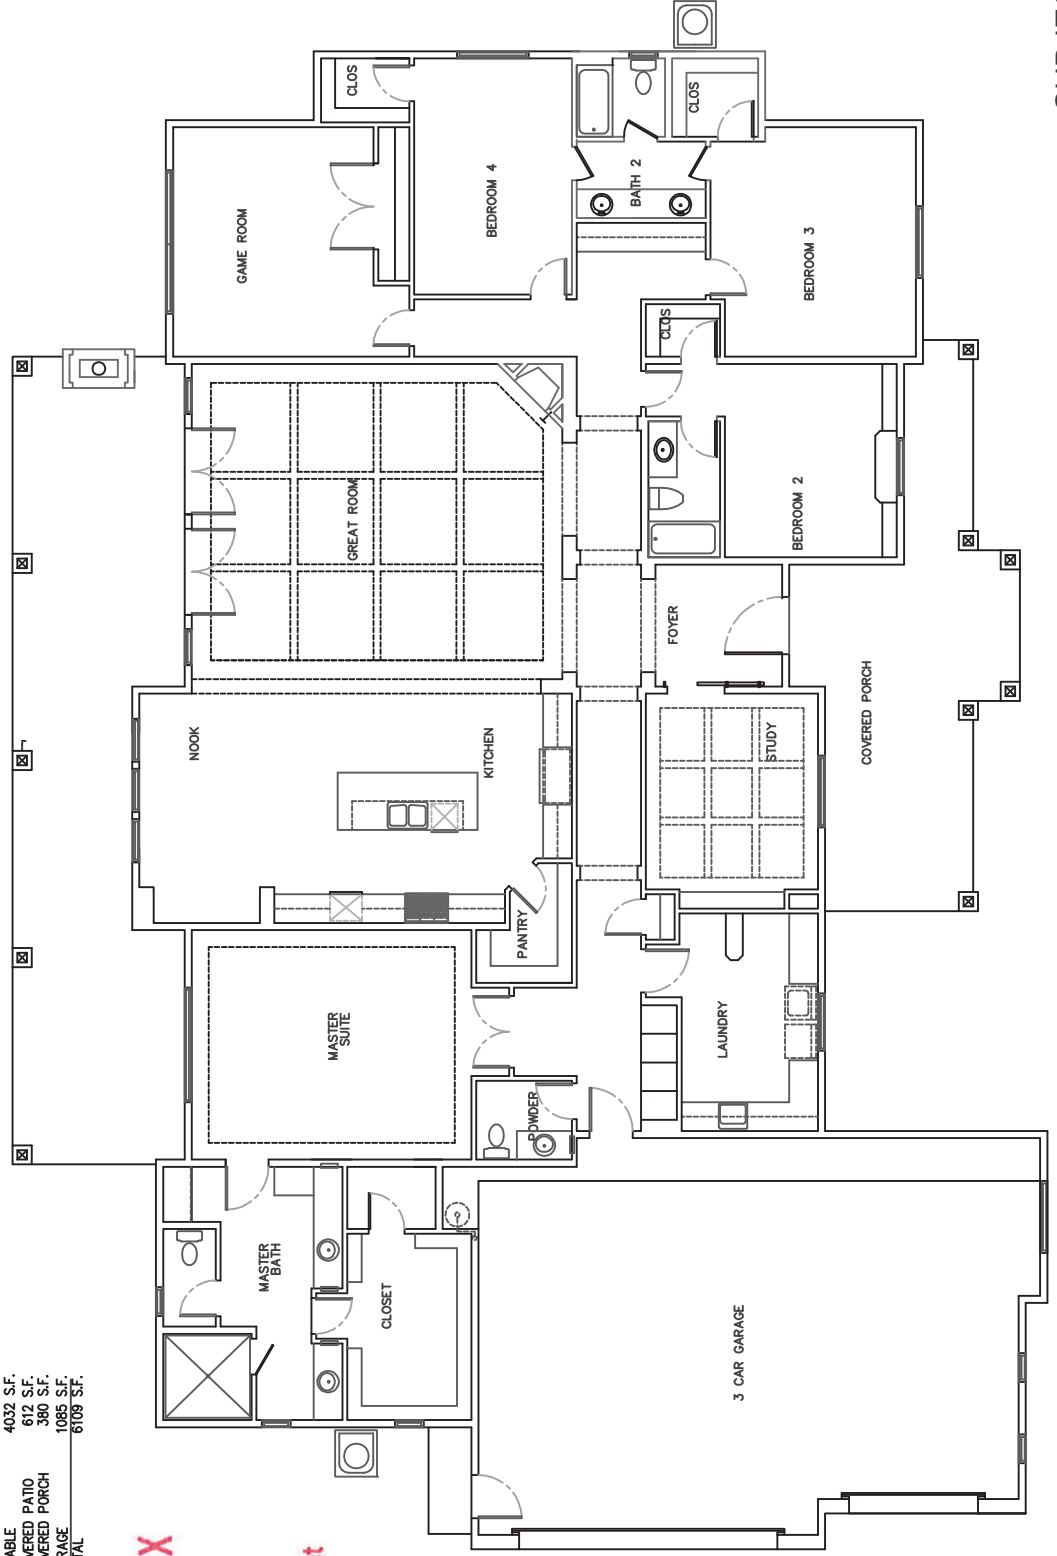 ABLE 4032 S.F.
VERED PATIO 612 S.F.
VERED PORCH 380 S.F.
RAGE 1085 S.F.
TAL 6109 S.F.
X
t
CLOS
GAME ROOM
BEDROOM 4
BATH 2
CLOS
BEDROOM 3
CLOS
GREAT ROOM
BEDROOM 2
FOYER
NOOK
KITCHEN
STUDY
COVERED PORCH
PANTRY
MASTER
SUITE
LAUNDRY
POWDER
MASTER
BATH
CLOSET
3 CAR GARAGE